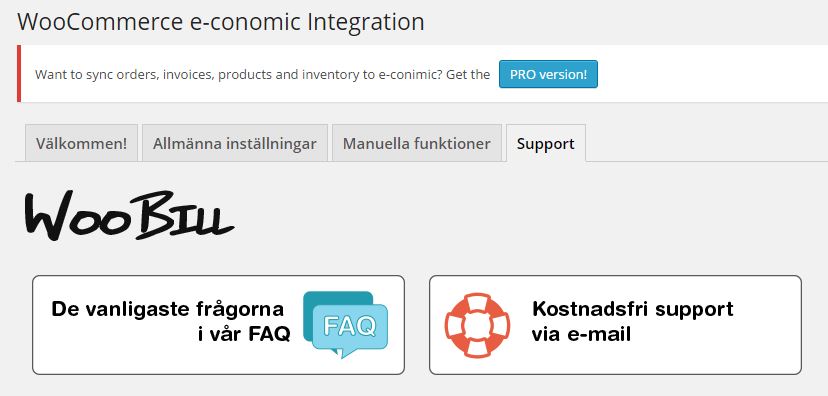 WooCommerce e-conomic Integration
Want to sync orders, invoices, products and inventory to e-conimic? Get the PRO version!
Välkommen! Allmänna inställningar Manuella funktioner Support
WOOBILL
De vanligaste frågorna
i vår FAQ
FAQ
Kostnadsfri support
via e-mail